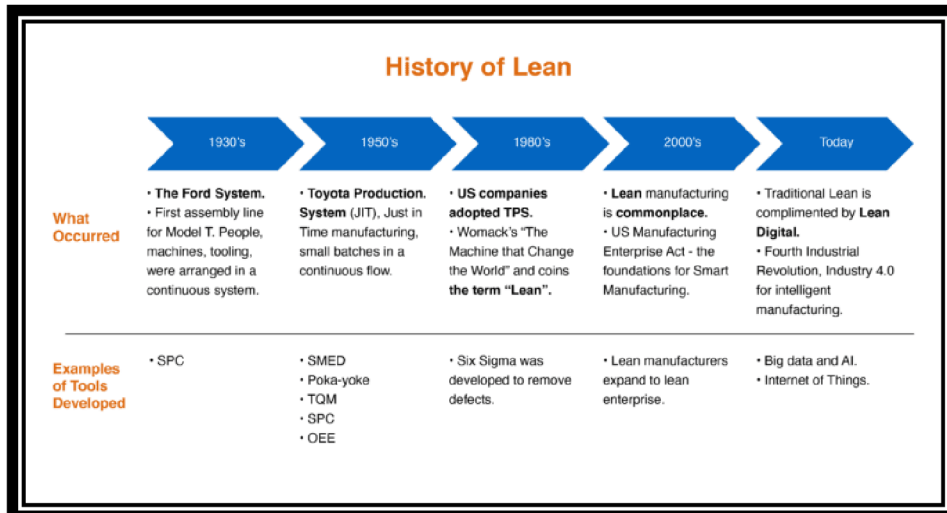 History of Lean
1930's
1950's
1980's
2000's
Today
What
Occurred
• The Ford System.
• First assembly line
for Model T. People,
machines, tooling,
were arranged in a
continuous system.
• Toyota Production.
System (JIT), Just in
Time manufacturing,
small batches in a
continuous flow.
• US companies
adopted TPS.
• Womack's “The
Machine that Change
the World” and coins
the term “Lean”.
• Lean manufacturing
is commonplace.
• US Manufacturing
Enterprise Act - the
foundations for Smart
Manufacturing.
• Traditional Lean is
complimented by Lean
Digital.
• Fourth Industrial
Revolution, Industry 4.0
for intelligent
manufacturing.
Examples
of Tools
Developed
• SPC
• SMED
• Poka-yoke
• TQM
• SPC
• OEE
• Six Sigma was
developed to remove
defects.
• Lean manufacturers
expand to lean
enterprise.
• Big data and AI.
• Internet of Things.